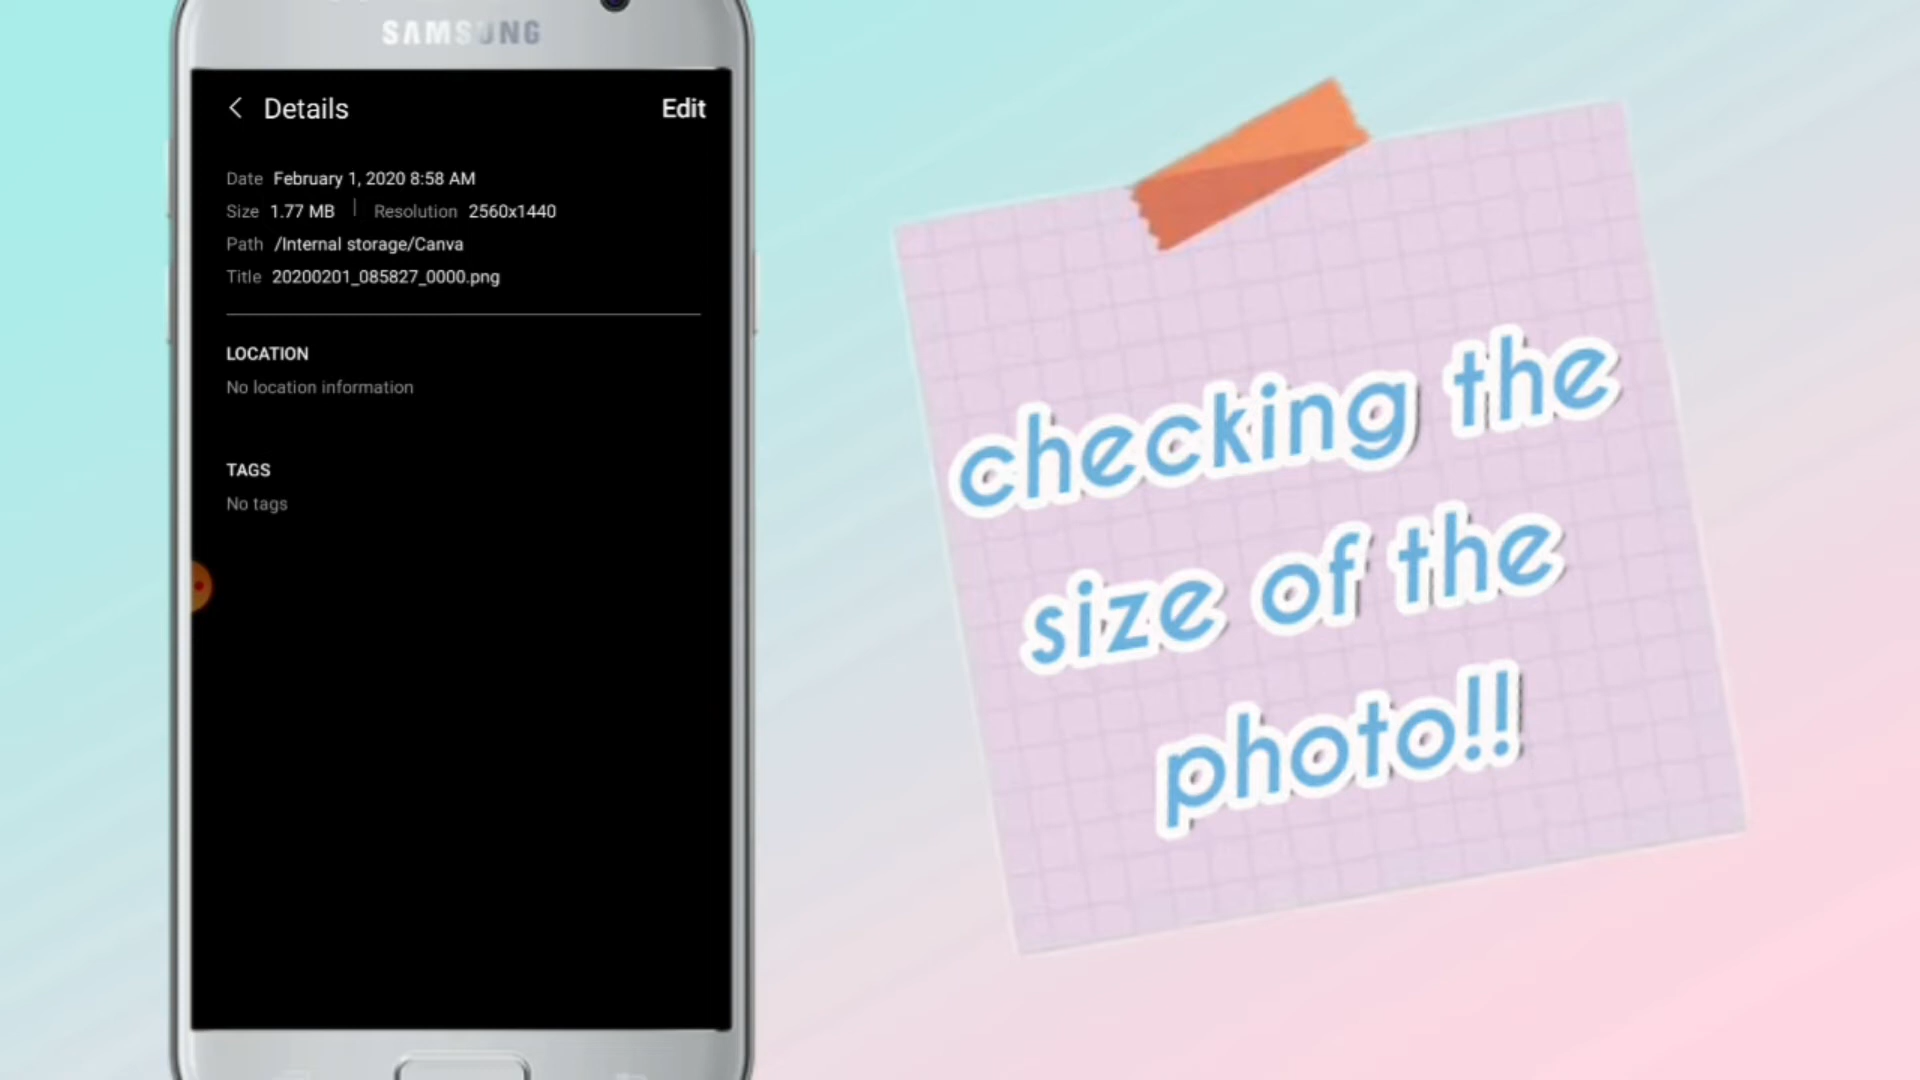 SAMSUNG
Details
Edit
Date February 1, 2020 8:58 AM
Size 1.77 MB | Resolution 2560x1440
Path /Internal storage/Canva
Title 20200201_085827_0000.png
LOCATION
No location information
TAGS
No tags
checking the
size of the
photo!!